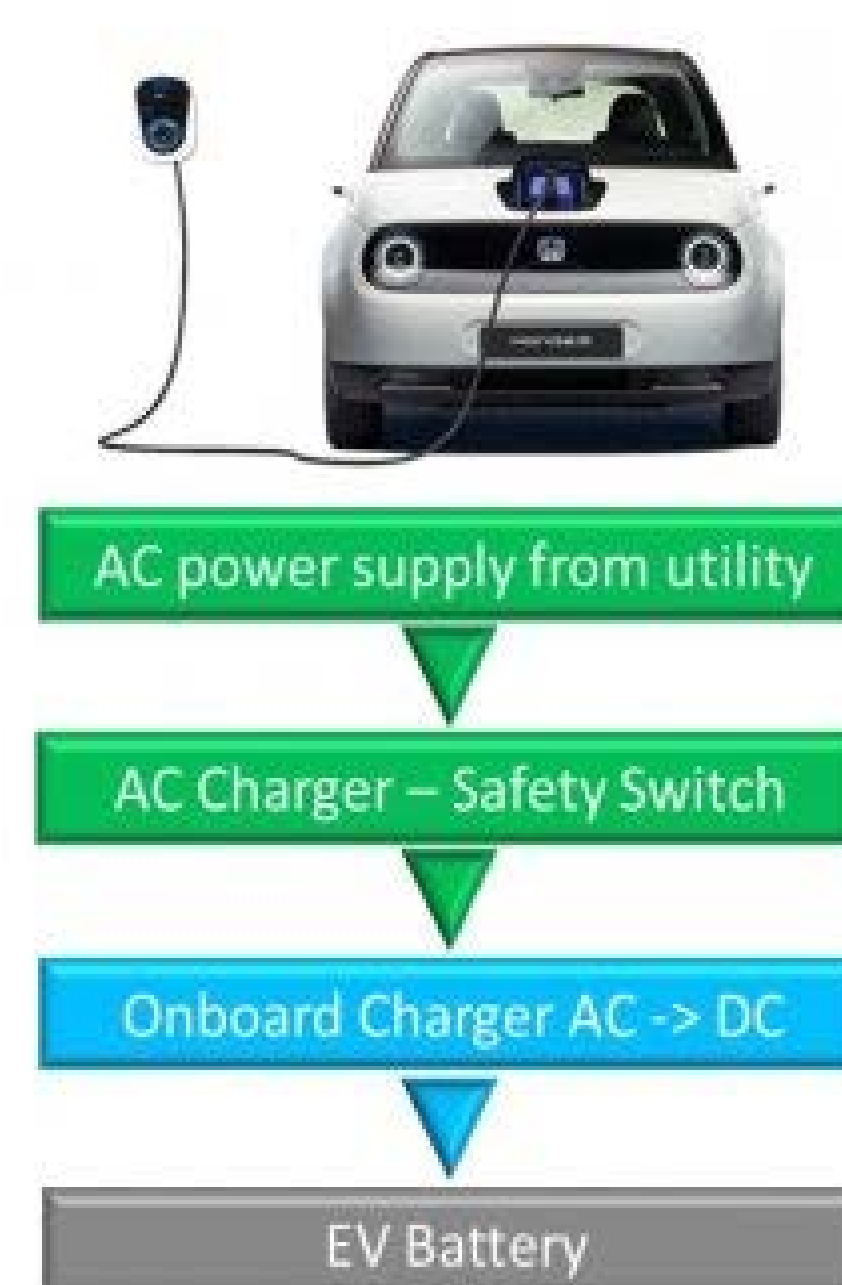 AC power supply from utility
AC Charger – Safety Switch
Onboard Charger AC -> DC
EV Battery